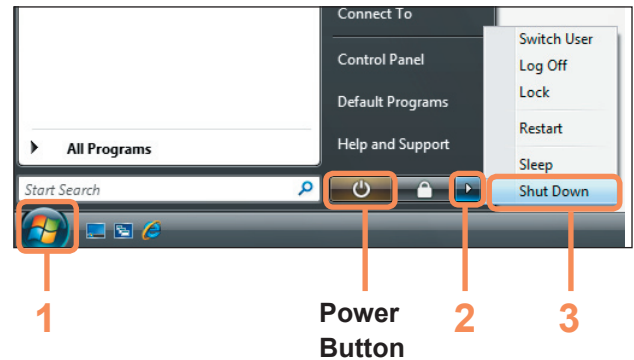 Connect To
Control Panel
Default Programs
Help and Support
All Programs
Start Search
Switch User
Log Off
Lock
Restart
Sleep
Shut Down
1
Power
Button
2
3